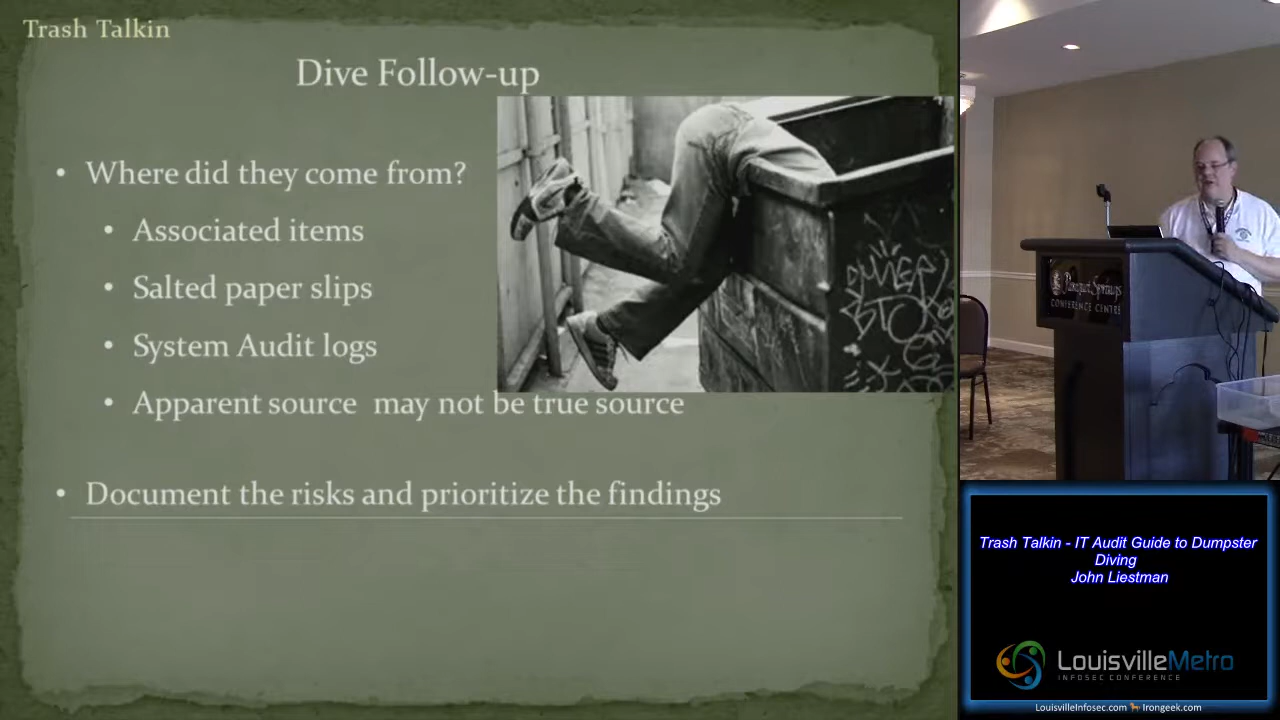 Trash Talkin
Dive Follow-up
• Where did they come from?
• Associated items
• Salted paper slips
• System Audit logs
• Apparent source  may not be true source
• Document the risks and prioritize the findings
CONFERENCE CENTRE
Trash Talkin - IT Audit Guide to Dumpster
Diving
John Liestman
LouisvilleMetro
INFOSEC CONFERENCE
LouisvilleInfosec.com
Irongeek.com